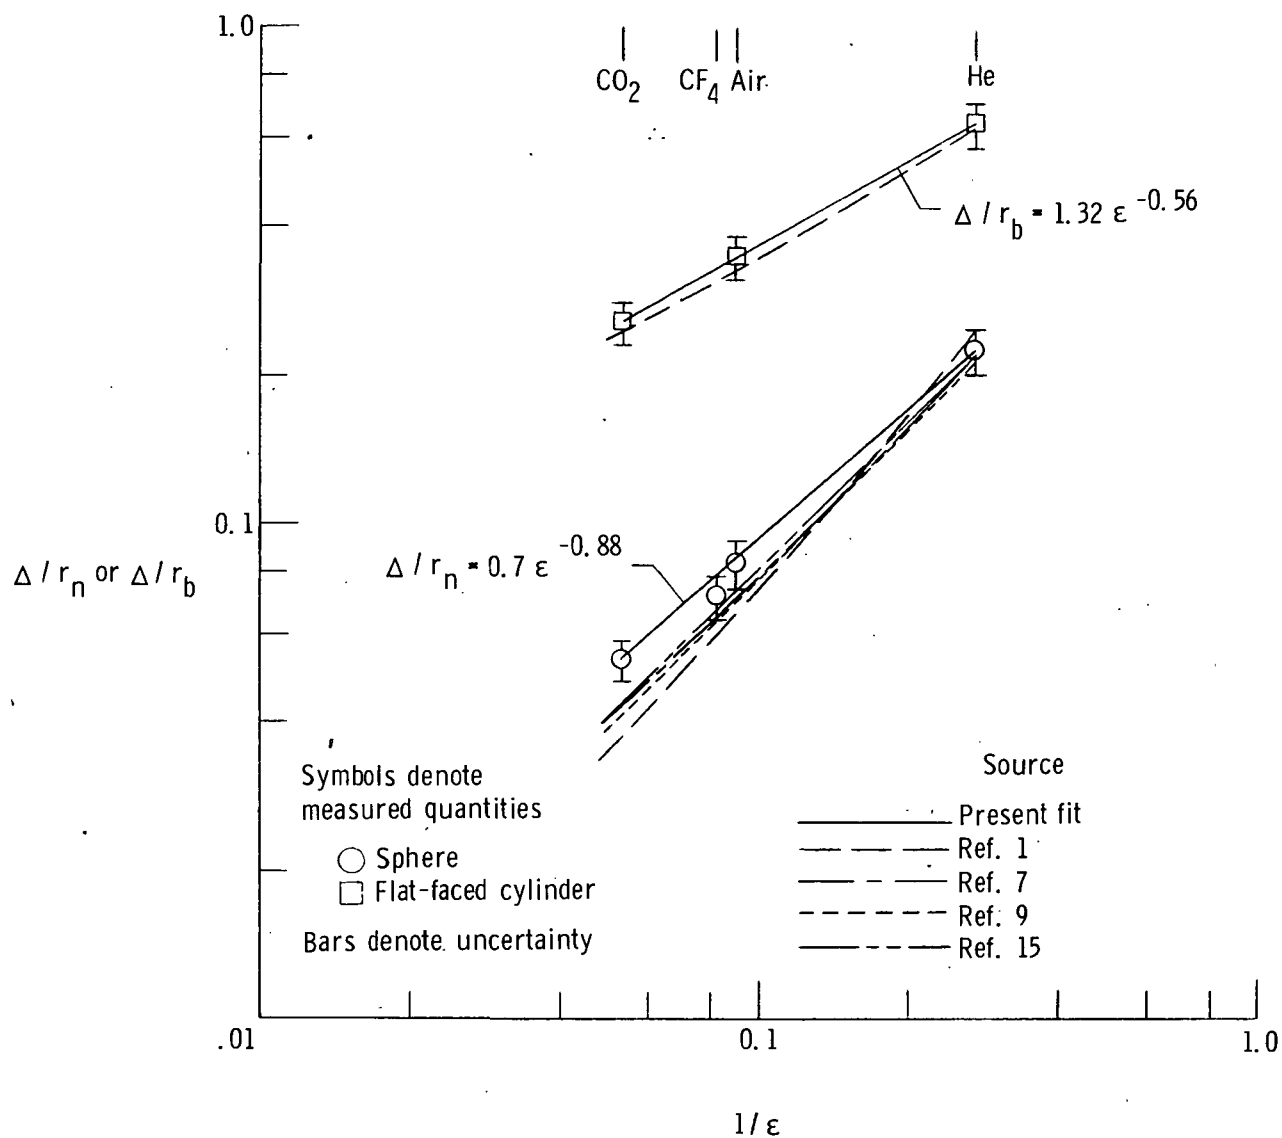 1.0
CO2 CF4 Air He
Δ / rb = 1.32 ε -0.56
0.1
Δ / rn = 0.7 ε -0.88
Δ / rn or Δ / rb
Symbols denote
measured quantities
Sphere
Flat-faced cylinder
Bars denote uncertainty
Source
Present fit
Ref. 1
Ref. 7
Ref. 9
Ref. 15
.01 0.1 1.0
1/ε